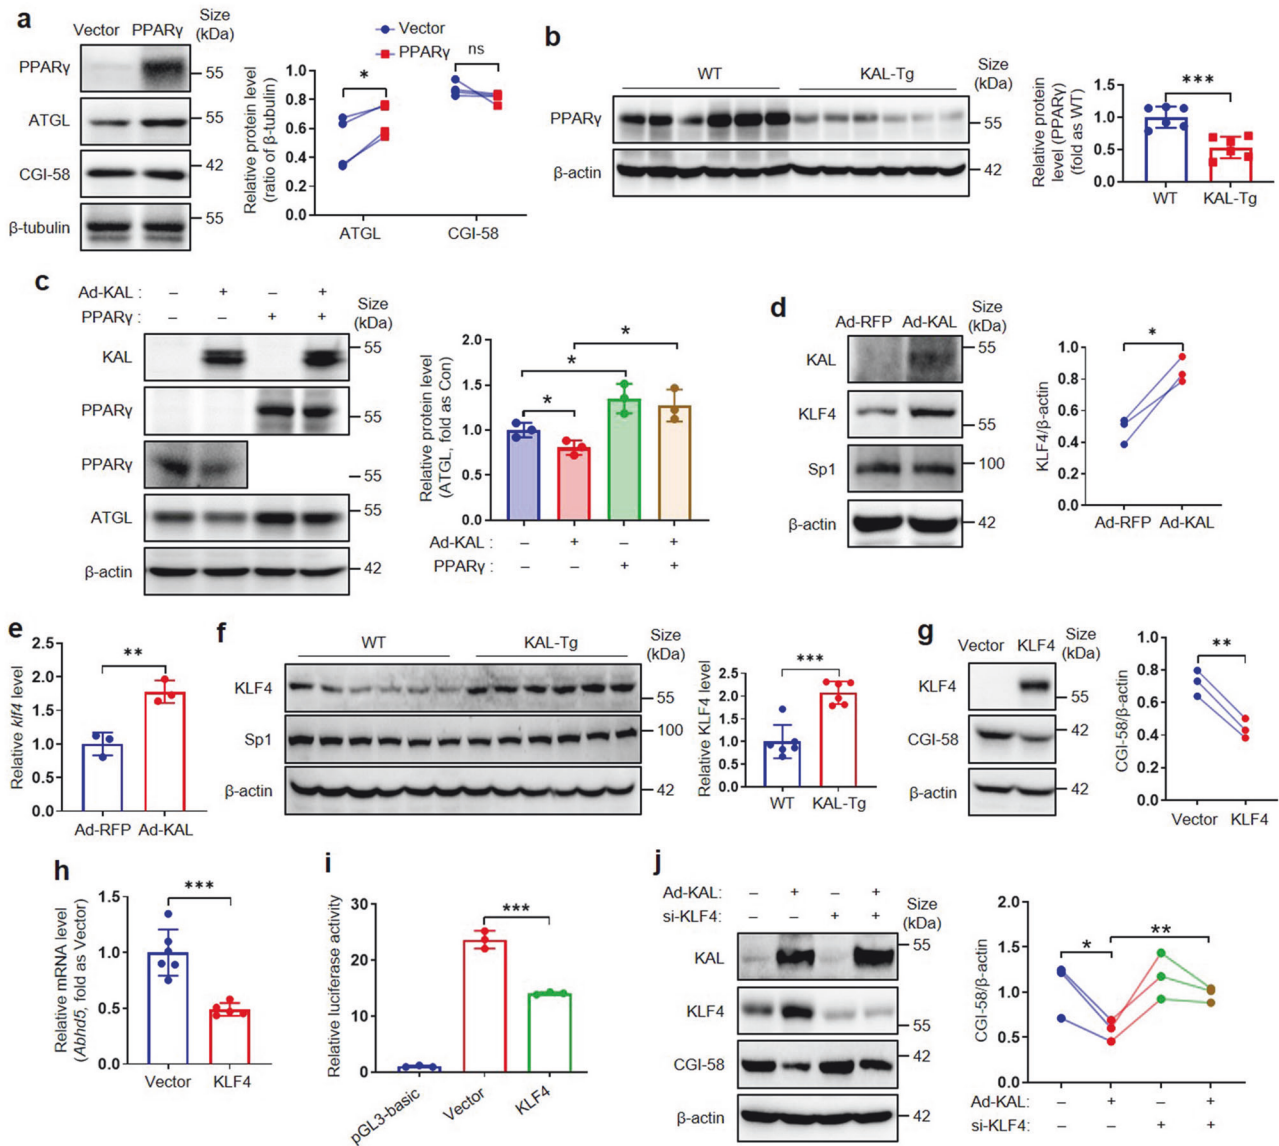 a
Vector PPARγ
Size
(kDa)
PPARγ
55
ATGL
55
CGI-58
42
β-tubulin
55
Vector
PPARγ
Relative protein level
(ratio of β-tubulin)
1.0
0.8
0.6
0.4
0.2
0.0
*
ns
ATGL CGI-58
b
WT KAL-Tg
Size
(kDa)
PPARγ
55
β-actin
42
Relative protein
level (PPARγ)
(fold as WT)
1.5
1.0
0.5
0.0
***
WT KAL-Tg
c
Ad-KAL : – + – +
PPARγ : – – + +
Size
(kDa)
KAL
55
PPARγ
55
PPARγ
55
ATGL
55
β-actin
42
Relative protein level
(ATGL, fold as Con)
2.0
1.5
1.0
0.5
0.0
*
*
*
Ad-KAL : – + – +
PPARγ : – – + +
d
Ad-RFP Ad-KAL
Size
(kDa)
KAL
55
KLF4
55
Sp1
100
β-actin
42
KLF4/β-actin
1.0
0.8
0.6
0.4
0.2
0.0
*
Ad-RFP Ad-KAL
e
Relative klf4 level
2.5
2.0
1.5
1.0
0.5
0.0
**
Ad-RFP Ad-KAL
f
WT KAL-Tg
Size
(kDa)
KLF4
55
Sp1
100
β-actin
42
Relative KLF4 level
2.5
2.0
1.5
1.0
0.5
0.0
***
WT KAL-Tg
g
Vector KLF4
Size
(kDa)
KLF4
55
CGI-58
42
β-actin
42
CGI-58/β-actin
1.0
0.8
0.6
0.4
0.2
0.0
**
Vector KLF4
h
Relative mRNA level
(Abhd5, fold as Vector)
1.5
1.0
0.5
0.0
***
Vector KLF4
i
Relative luciferase activity
30
20
10
0
***
pGL3-basic Vector KLF4
j
Ad-KAL: – + – +
si-KLF4: – – + +
Size
(kDa)
KAL
55
KLF4
55
CGI-58
42
β-actin
42
CGI-58/β-actin
2.0
1.5
1.0
0.5
0.0
*
**
Ad-KAL: – + – +
si-KLF4: – – + +